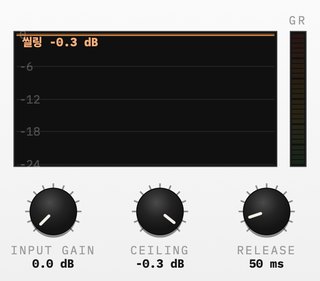 GR
씰링 -0.3 dB
-6
-12
-18
-24
INPUT GAIN
CEILING
RELEASE
0.0 dB
-0.3 dB
50 ms